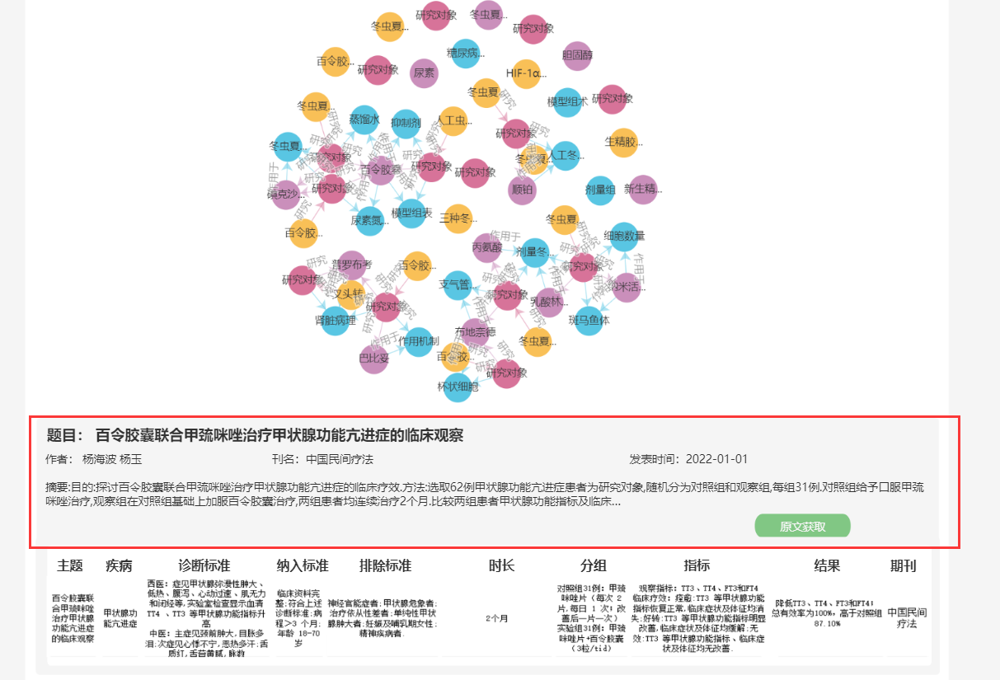 研究对象
冬虫夏...
冬虫夏...
研究对象
糖尿病...
胆固醇
百令胶...
研究对象
尿素
HIF-1α...
冬虫夏...
研究
模型组术
研究对象
冬虫夏...
蒸馏水
抑制剂
人工虫...
研究对象
生精胶...
冬虫夏...
研究对象
百令胶囊
研究对象
研究对象
冬虫夏...
人工冬...
研究对象
顺铂
剂量组
新生精...
尿素氮...
模型组表
三种冬...
冬虫夏...
百令胶...
细胞数量
丙氨酸
作用于
剂量冬...
研究对象
普罗布考
百令胶...
研究对象
支气管...
研究对象
乳酸林...
肾脏病理
研究对象
斑马鱼体
作用机制
布地奈德
冬虫夏...
巴比妥
百令胶...
研究对象
杯状细胞
题目： 百令胶囊联合甲巯咪唑治疗甲状腺功能亢进症的临床观察
作者： 杨海波 杨玉 刊名：中国民间疗法 发表时间：2022-01-01
摘要:目的:探讨百令胶囊联合甲巯咪唑治疗甲状腺功能亢进症的临床疗效.方法:选取62例甲状腺功能亢进症患者为研究对象,随机分为对照组和观察组,每组31例.对照组给予口服甲巯
咪唑治疗,观察组在对照组基础上加服百令胶囊治疗,两组患者均连续治疗2个月.比较两组患者甲状腺功能指标及临床...
原文获取
主题 疾病 诊断标准 纳入标准 排除标准 时长 分组 指标 结果 期刊
百令胶囊联
合甲巯咪唑
治疗甲状腺
功能亢进症
的临床观察
甲状腺功
能亢进症
西医：症见甲状腺弥漫性肿大、
低热、腹泻、心动过速、肌无力
和闭经等,实验室检查显示血清
TT4 、TT3 等甲状腺功能指标升
高
中医：主症见颈前肿大,目胀多
泪;次症见心悸不宁,恶热多汗;舌
质红,舌苔黄腻,脉数
临床资料完
整;符合上述
诊断标准;病
程＞3 个月;
年龄 18-70
岁
神经官能症者;甲状腺危象者;
治疗依从性差者;单纯性甲状
腺肿大者;妊娠及哺乳期女性;
精神疾病者.
2个月
对照组31例：甲巯
咪唑片（每次 2
片,每日 1 次；改
善后一片一次）
实验组31例：甲巯
咪唑片+百令胶囊
（3粒/tid）
观察指标：TT3、TT4、FT3和FT4
临床疗效：痊愈:TT3 等甲状腺功能
指标恢复正常,临床症状及体征均消
失;好转:TT3 等甲状腺功能指标明显
改善,临床症状及体征均缓解;无
效:TT3 等甲状腺功能指标、临床症
状及体征均无改善.
降低TT3、TT4、FT3和FT4；
总有效率为100%，高于对照组
87.10%
中国民间
疗法